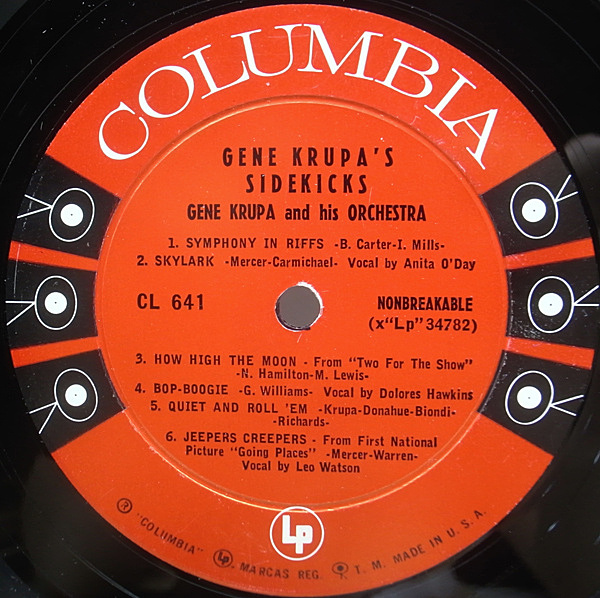 COLUMBIA
GENE KRUPA'S
SIDEKICKS
GENE KRUPA and his ORCHESTRA
1. SYMPHONY IN RIFFS -B. Carter-I. Mills-
2. SKYLARK -Mercer-Carmichael- Vocal by Anita O'Day
CL 641
NONBREAKABLE
(x"Lp" 34782)
3. HOW HIGH THE MOON - From "Two For The Show"
-N. Hamilton-M. Lewis-
4. BOP-BOOGIE -G. Williams- Vocal by Dolores Hawkins
5. QUIET AND ROLL 'EM -Krupa-Donahue-Biondi-
-Richards-
6. JEEPERS CREEPERS - From First National
Picture "Going Places" -Mercer-Warren-
Vocal by Leo Watson
Lp
® "COLUMBIA" MARCAS REG. T. M. MADE IN U. S. A.